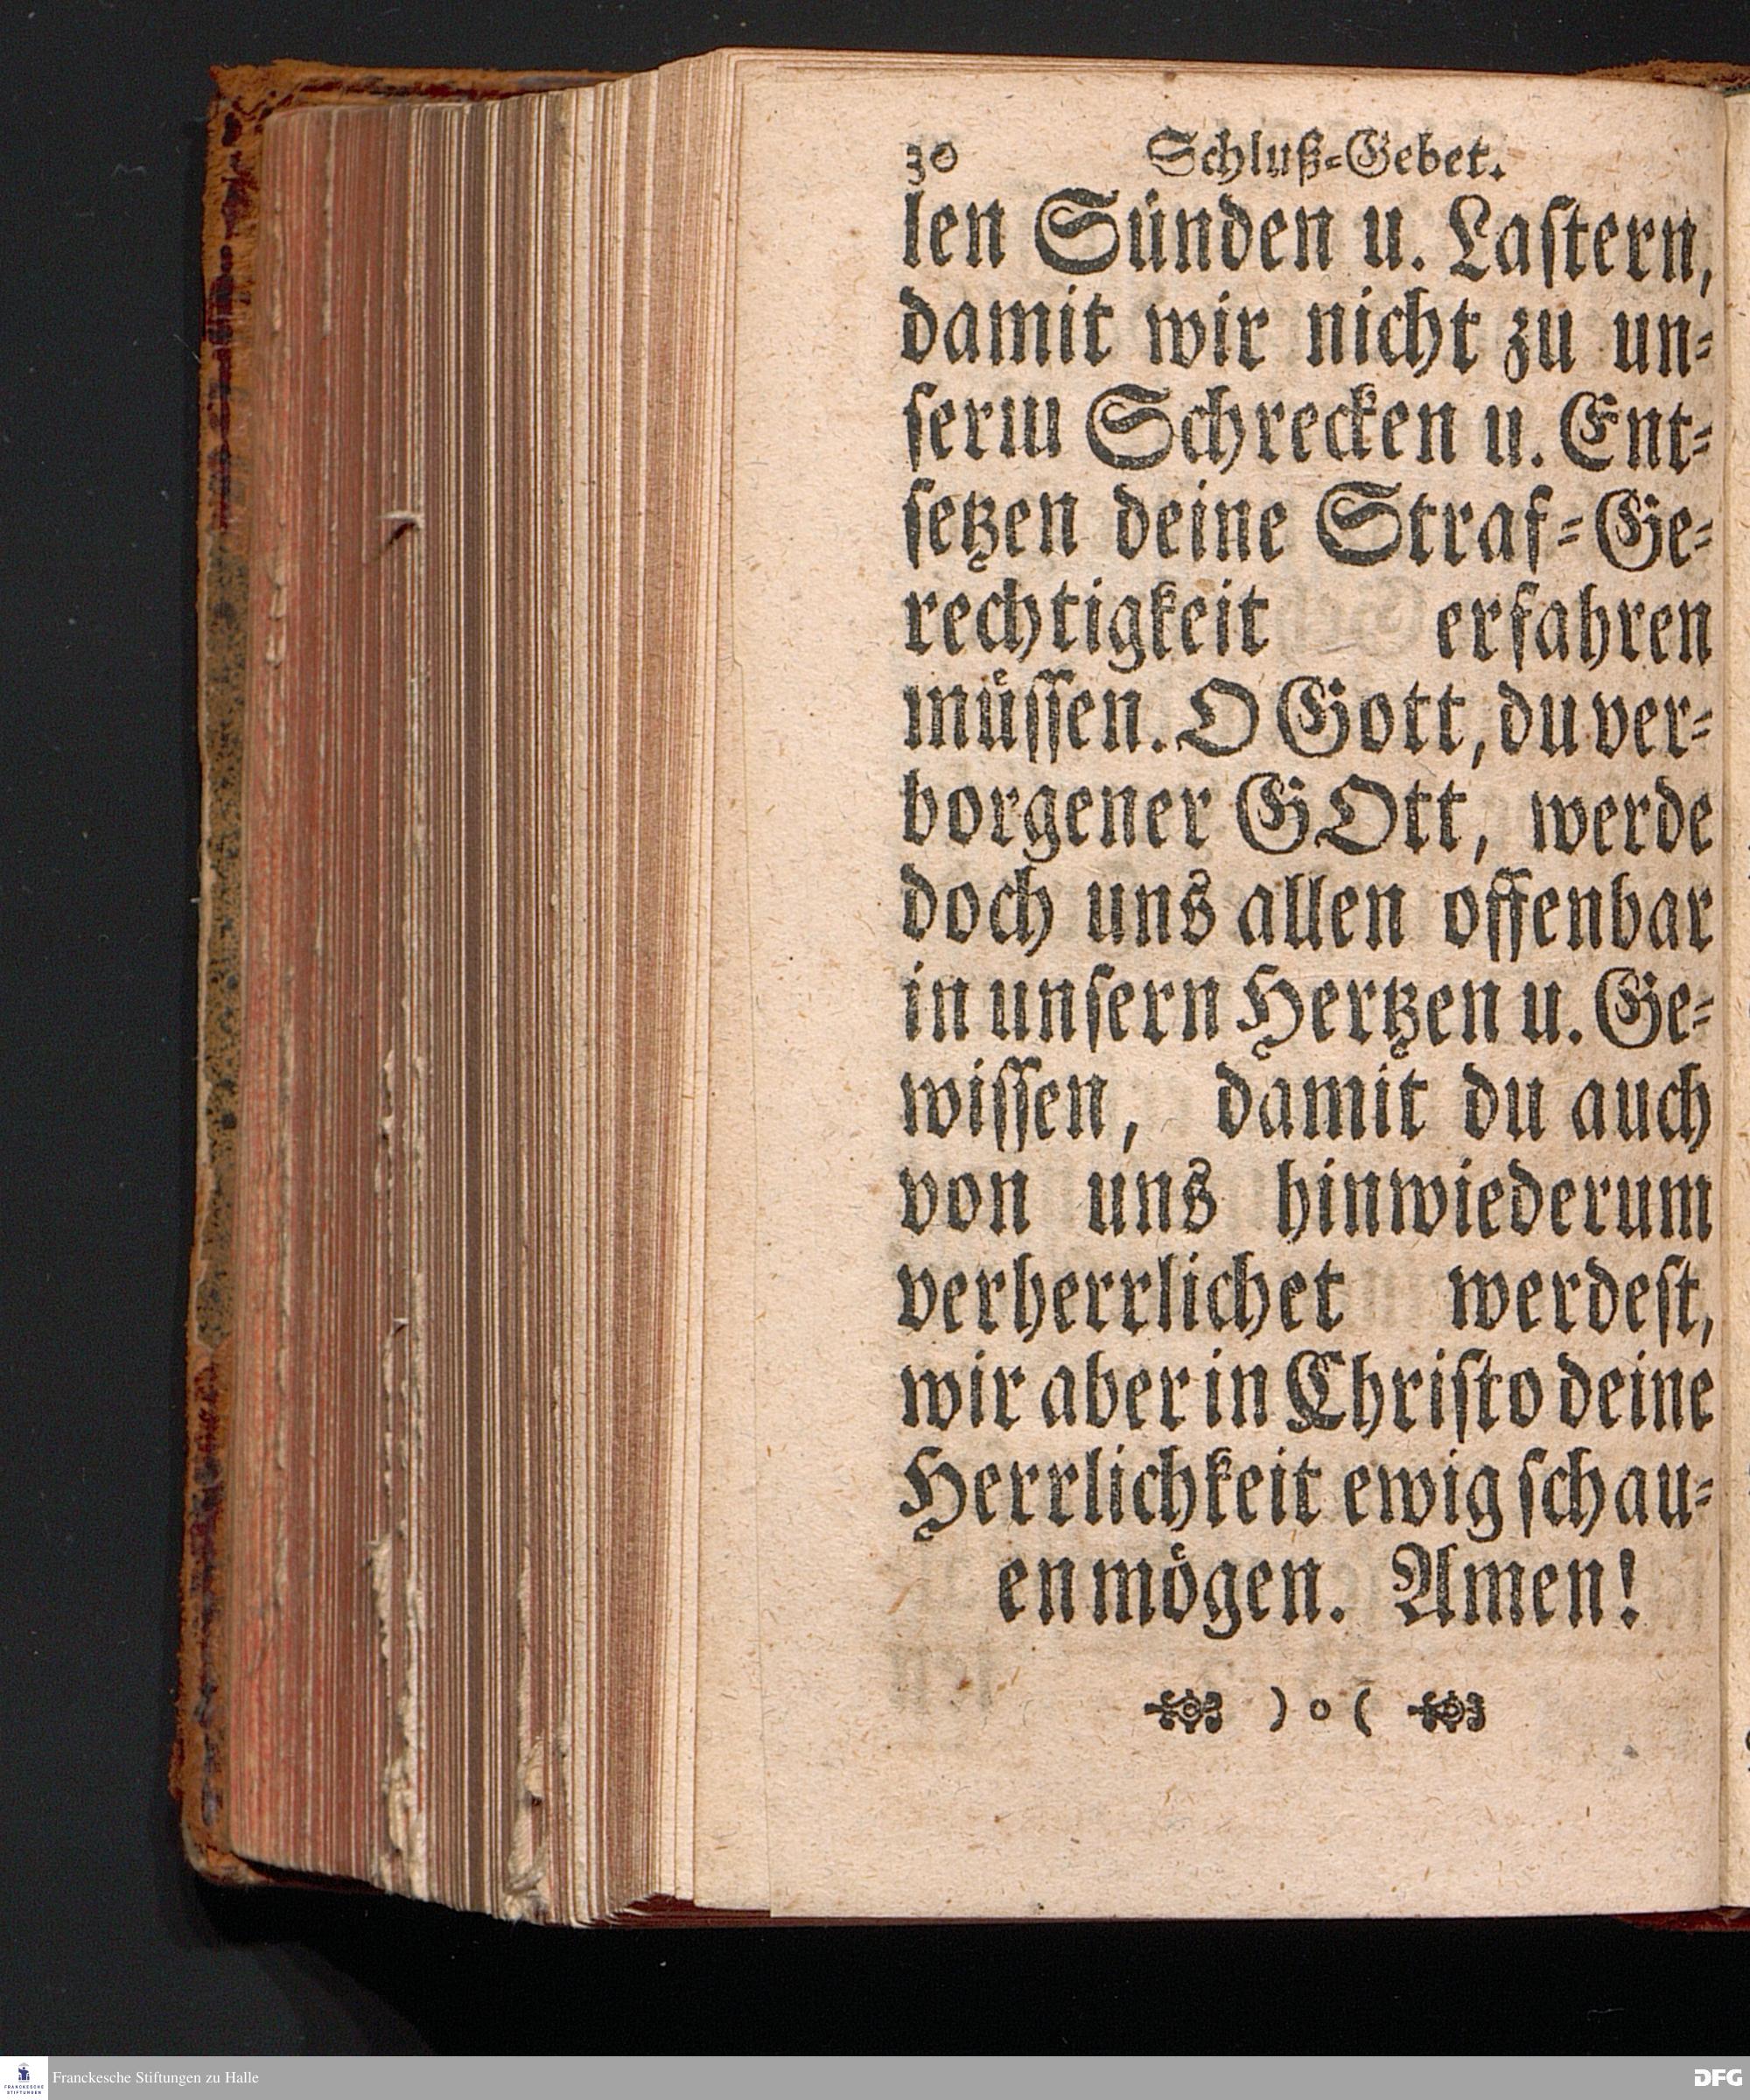 30 Schluß-Gebet.
len Sünden u. Lastern,
damit wir nicht zu un-
serm Schrecken u. Ent-
setzen deine Straf-Ge-
rechtigkeit erfahren
müssen. O Gott, du ver-
borgener GOtt, werde
doch uns allen offenbar
in unsern Hertzen u. Ge-
wissen, damit du auch
von uns hinwiederum
verherrlichet werdest,
wir aber in Christo deine
Herrlichkeit ewig schau-
en mögen. Amen!
) o (
FRANCKESCHE
STIFTUNGEN
Franckesche Stiftungen zu Halle
DFG